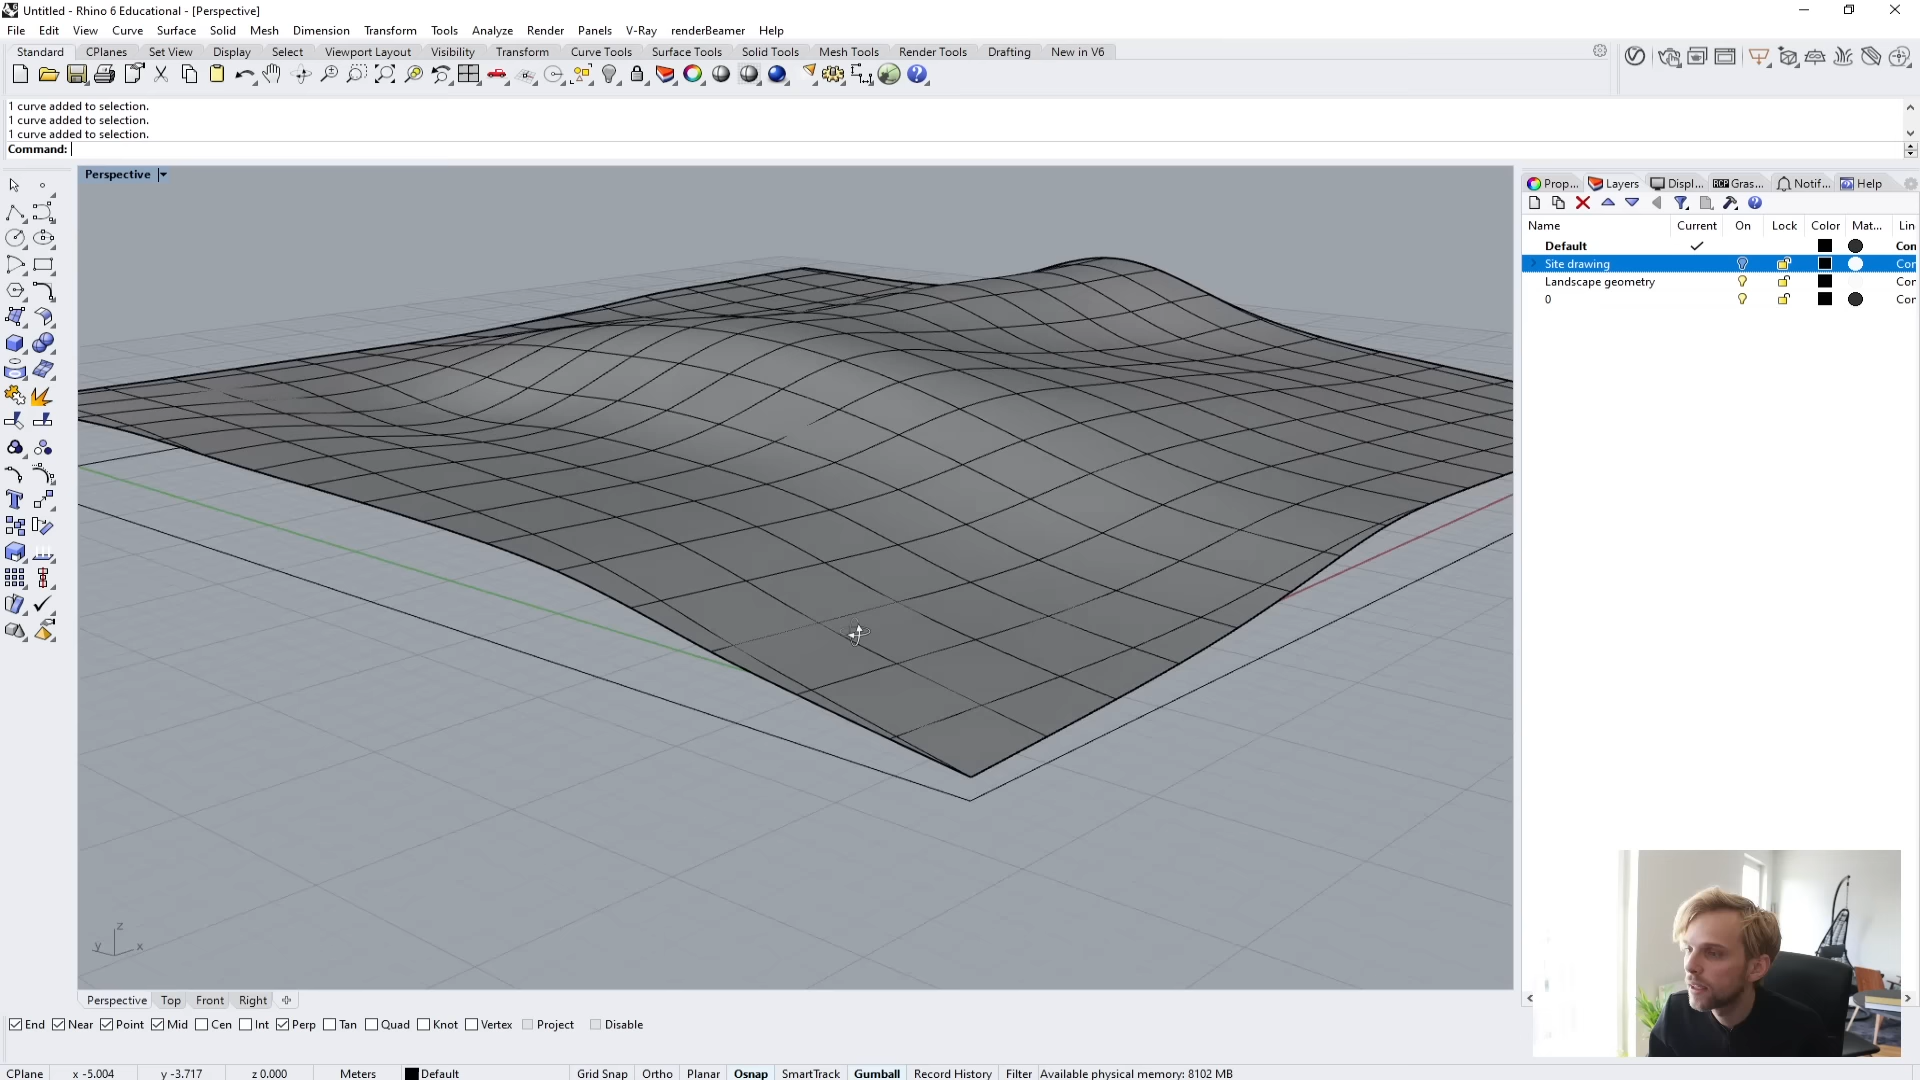 Untitled - Rhino 6 Educational - [Perspective]
File Edit View Curve Surface Solid Mesh Dimension Transform Tools Analyze Render Panels V-Ray renderBeamer Help
Standard CPlanes Set View Display Select Viewport Layout Visibility Transform Curve Tools Surface Tools Solid Tools Mesh Tools Render Tools Drafting New in V6
1 curve added to selection.
1 curve added to selection.
1 curve added to selection.
Command:
Perspective
Prop... Layers Displ... Gras... Notif... Help
Name Current On Lock Color Mat... Lin
Default Con
Site drawing Cor
Landscape geometry Cor
0 Cor
z
y x
Perspective Top Front Right
End Near Point Mid Cen Int Perp Tan Quad Knot Vertex Project Disable
CPlane x -5.004 y -3.717 z 0.000 Meters Default Grid Snap Ortho Planar Osnap SmartTrack Gumball Record History Filter Available physical memory: 8102 MB